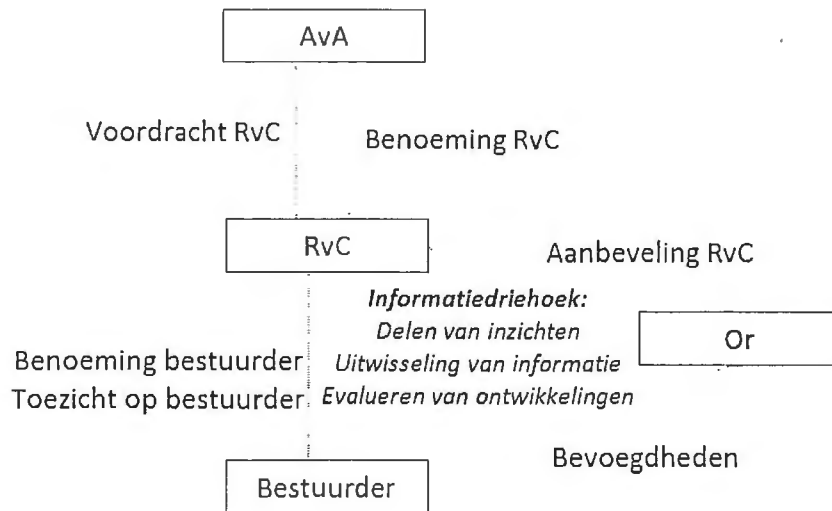 AvA
Voordracht RvC
Benoeming RvC
RvC
Aanbeveling RvC
Informatiedriehoek:
Delen van inzichten
Or
Benoeming bestuurder
Uitwisseling van informatie
Toezicht op bestuurder
Evalueren van ontwikkelingen
Bevoegdheden
Bestuurder